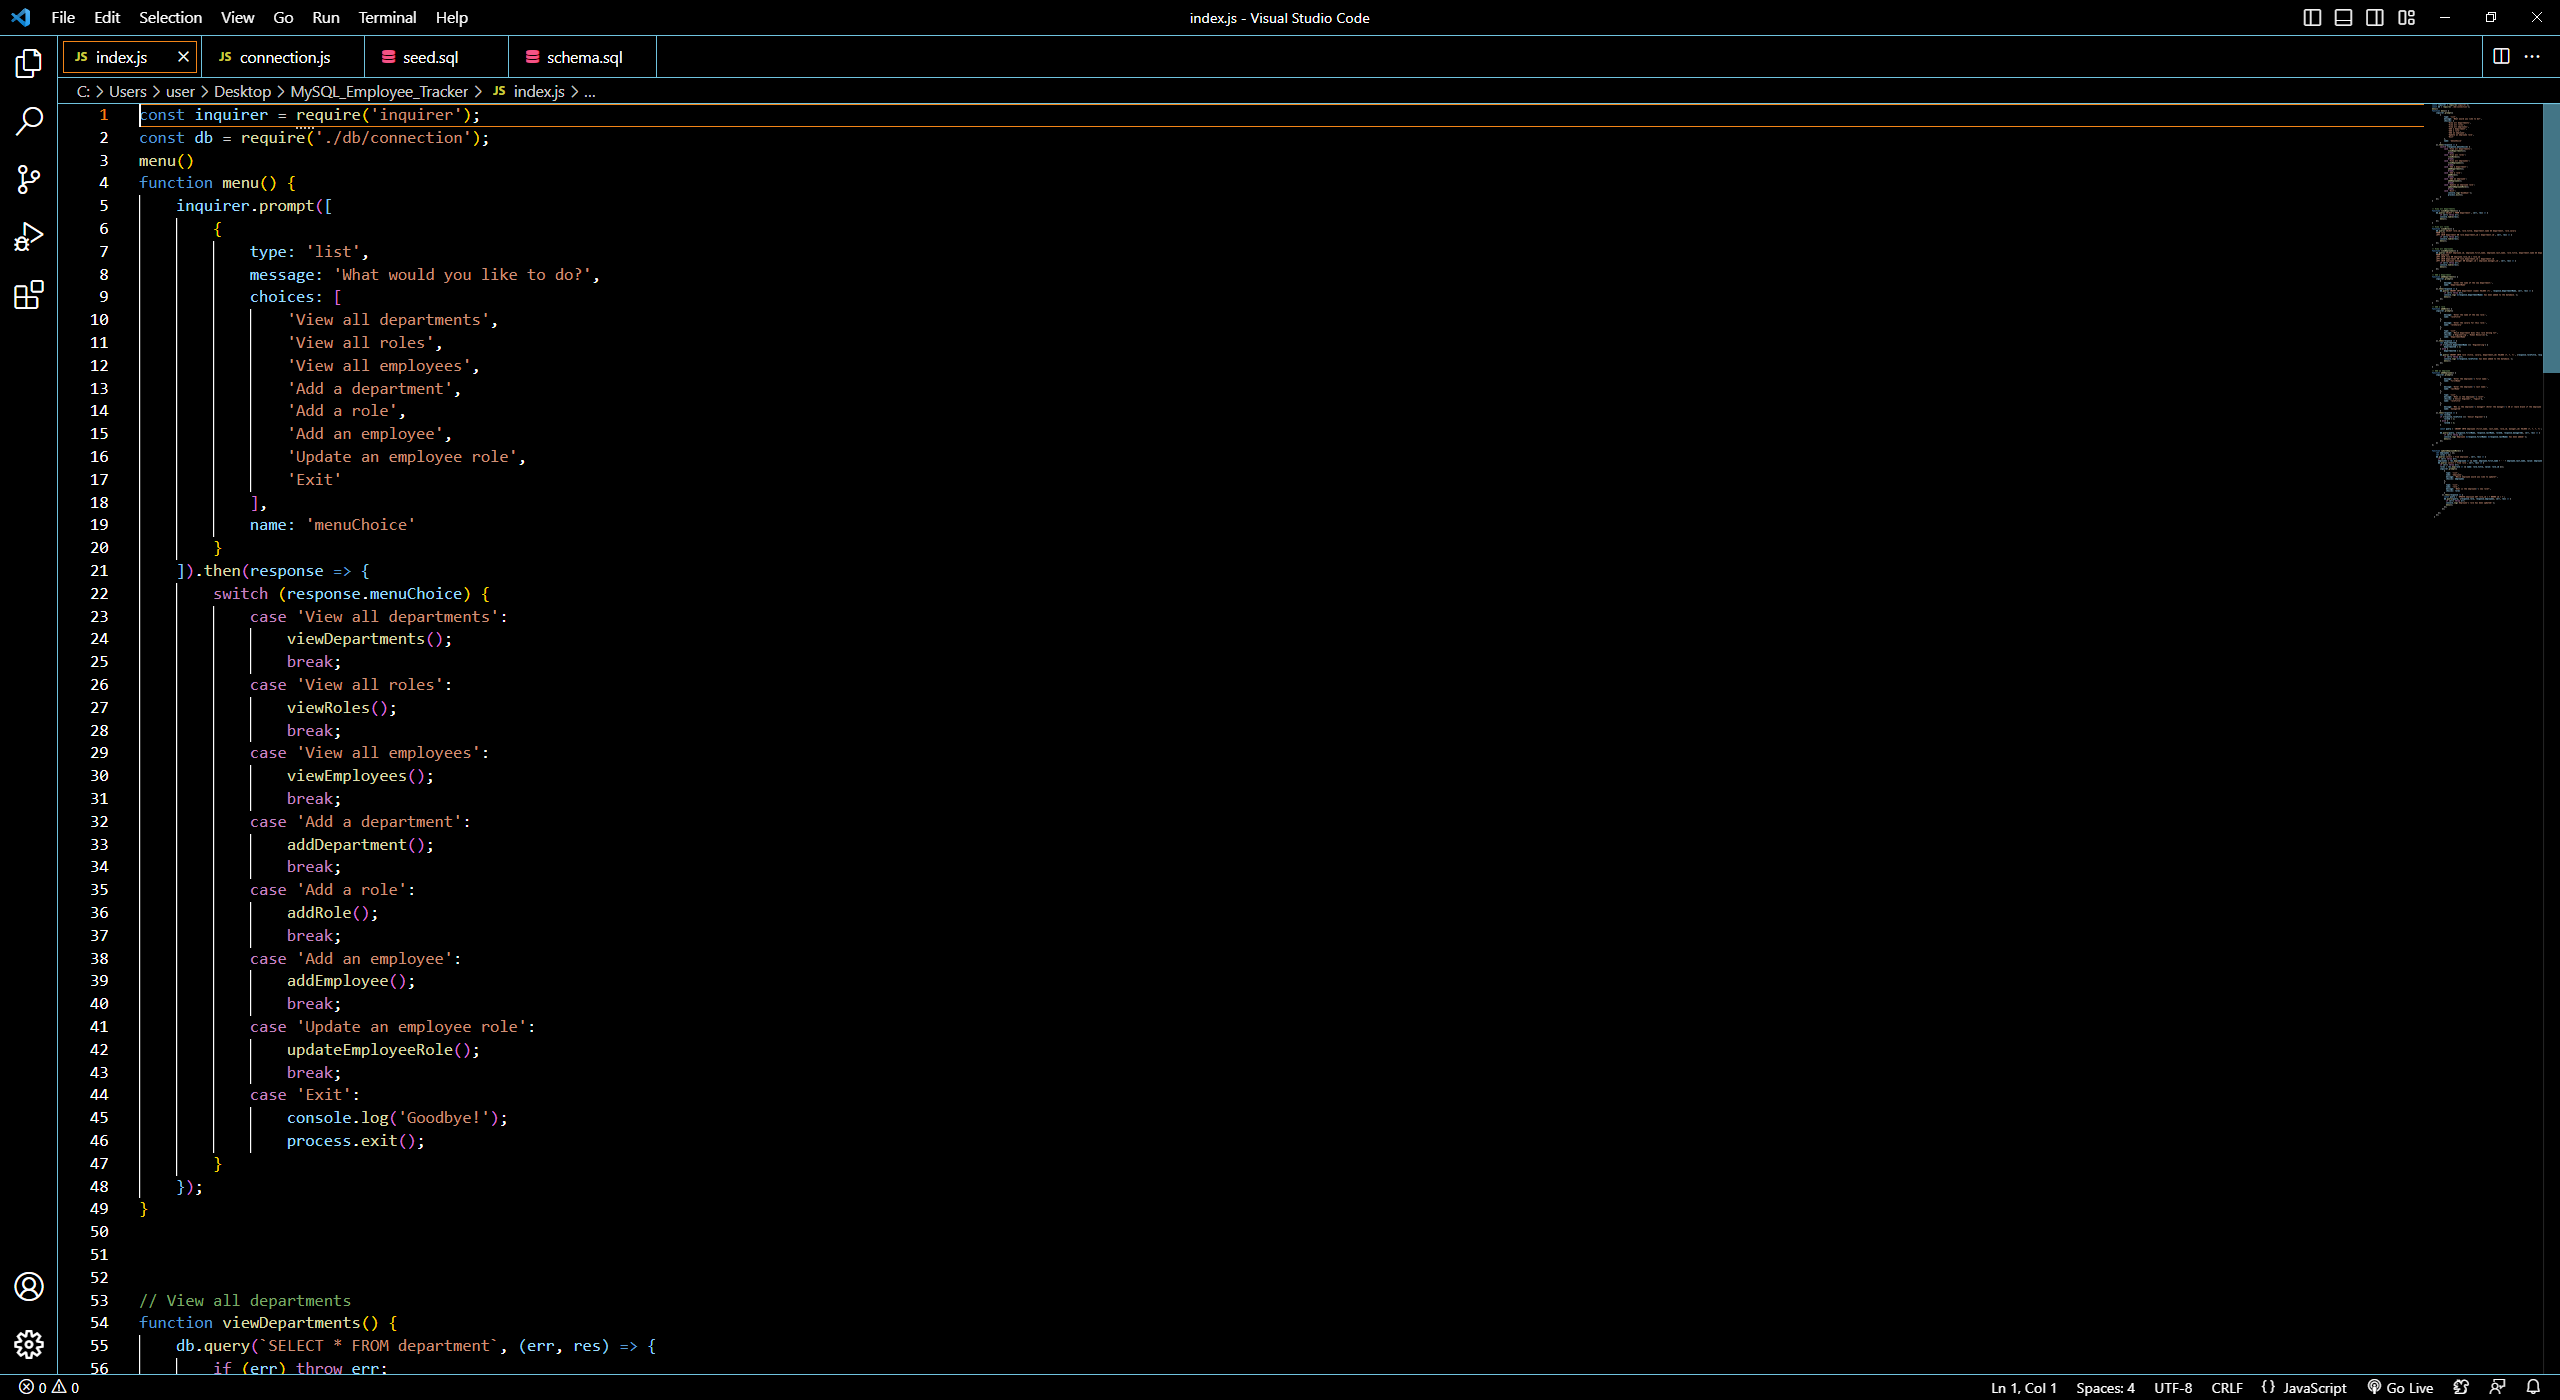 File Edit Selection View Go Run Terminal Help
index.js - Visual Studio Code
JS index.js
JS connection.js
seed.sql
schema.sql
C: > Users > user > Desktop > MySQL_Employee_Tracker > JS index.js > ...
1 const inquirer = require('inquirer');
2 const db = require('./db/connection');
3 menu()
4 function menu() {
5 inquirer.prompt([
6 {
7 type: 'list',
8 message: 'What would you like to do?',
9 choices: [
10 'View all departments',
11 'View all roles',
12 'View all employees',
13 'Add a department',
14 'Add a role',
15 'Add an employee',
16 'Update an employee role',
17 'Exit'
18 ],
19 name: 'menuChoice'
20 }
21 ]).then(response => {
22 switch (response.menuChoice) {
23 case 'View all departments':
24 viewDepartments();
25 break;
26 case 'View all roles':
27 viewRoles();
28 break;
29 case 'View all employees':
30 viewEmployees();
31 break;
32 case 'Add a department':
33 addDepartment();
34 break;
35 case 'Add a role':
36 addRole();
37 break;
38 case 'Add an employee':
39 addEmployee();
40 break;
41 case 'Update an employee role':
42 updateEmployeeRole();
43 break;
44 case 'Exit':
45 console.log('Goodbye!');
46 process.exit();
47 }
48 });
49 }
50
51
52
53 // View all departments
54 function viewDepartments() {
55 db.query(`SELECT * FROM department`, (err, res) => {
56 if (err) throw err;
0 0
Ln 1, Col 1 Spaces: 4 UTF-8 CRLF {} JavaScript Go Live